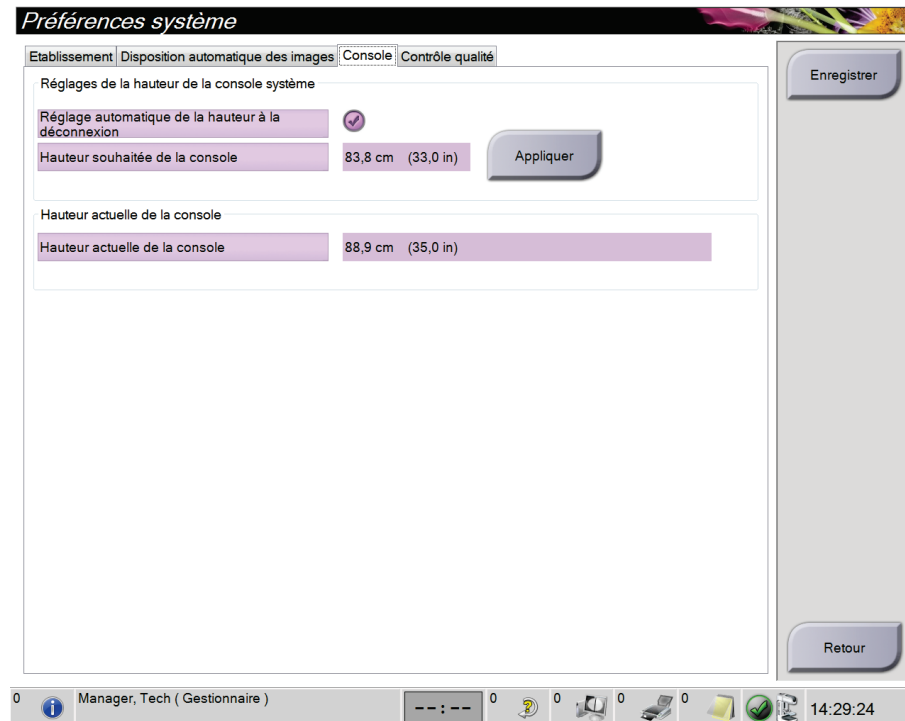 Préférences système
Etablissement Disposition automatique des images Console Contrôle qualité
Enregistrer
Réglages de la hauteur de la console système
Réglage automatique de la hauteur à la
déconnexion
Hauteur souhaitée de la console 83,8 cm (33,0 in) Appliquer
Hauteur actuelle de la console
Hauteur actuelle de la console 88,9 cm (35,0 in)
Retour
0 Manager, Tech ( Gestionnaire ) --:-- 0 0 0 0 14:29:24